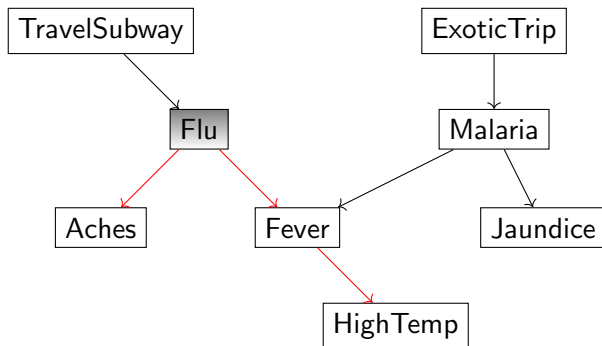 TravelSubway
ExoticTrip
Flu
Malaria
Aches
Fever
Jaundice
HighTemp